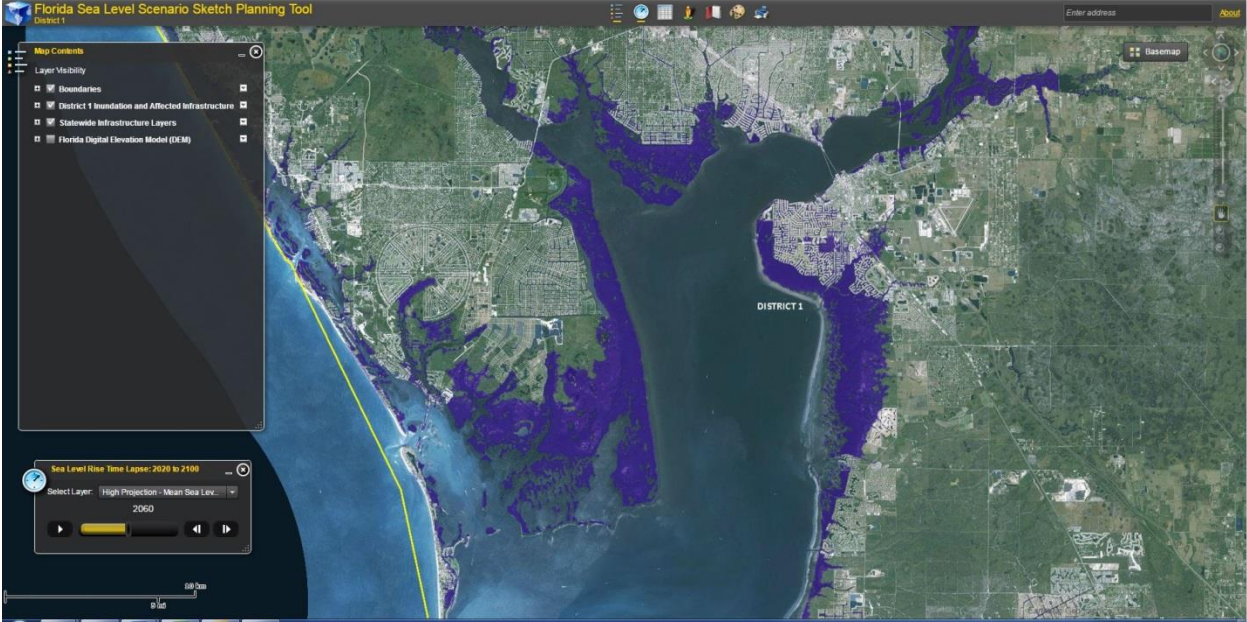 Florida Sea Level Scenario Sketch Planning Tool
District 1
Enter address
About
Map Contents
Layer Visibility
Boundaries
District 1 Inundation and Affected Infrastructure
Statewide Infrastructure Layers
Florida Digital Elevation Model (DEM)
Basemap
DISTRICT 1
Sea Level Rise Time Lapse: 2020 to 2100
Select Layer: High Projection - Mean Sea Lev...
2060
10 km
5 mi